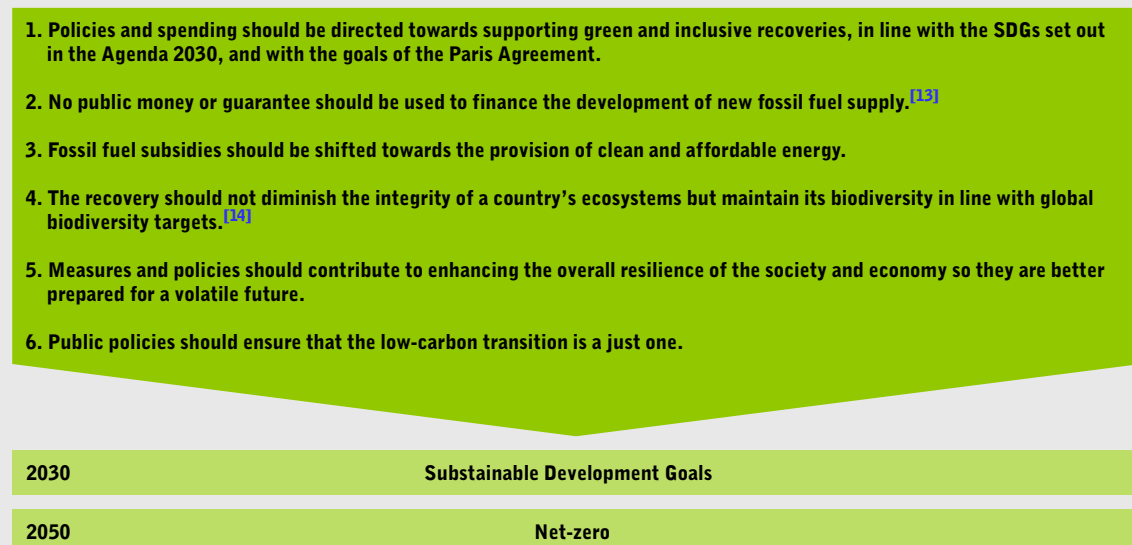 1. Policies and spending should be directed towards supporting green and inclusive recoveries, in line with the SDGs set out
in the Agenda 2030, and with the goals of the Paris Agreement.
2. No public money or guarantee should be used to finance the development of new fossil fuel supply.[13]
3. Fossil fuel subsidies should be shifted towards the provision of clean and affordable energy.
4. The recovery should not diminish the integrity of a country’s ecosystems but maintain its biodiversity in line with global
biodiversity targets.[14]
5. Measures and policies should contribute to enhancing the overall resilience of the society and economy so they are better
prepared for a volatile future.
6. Public policies should ensure that the low-carbon transition is a just one.
2030 Substainable Development Goals
2050 Net-zero